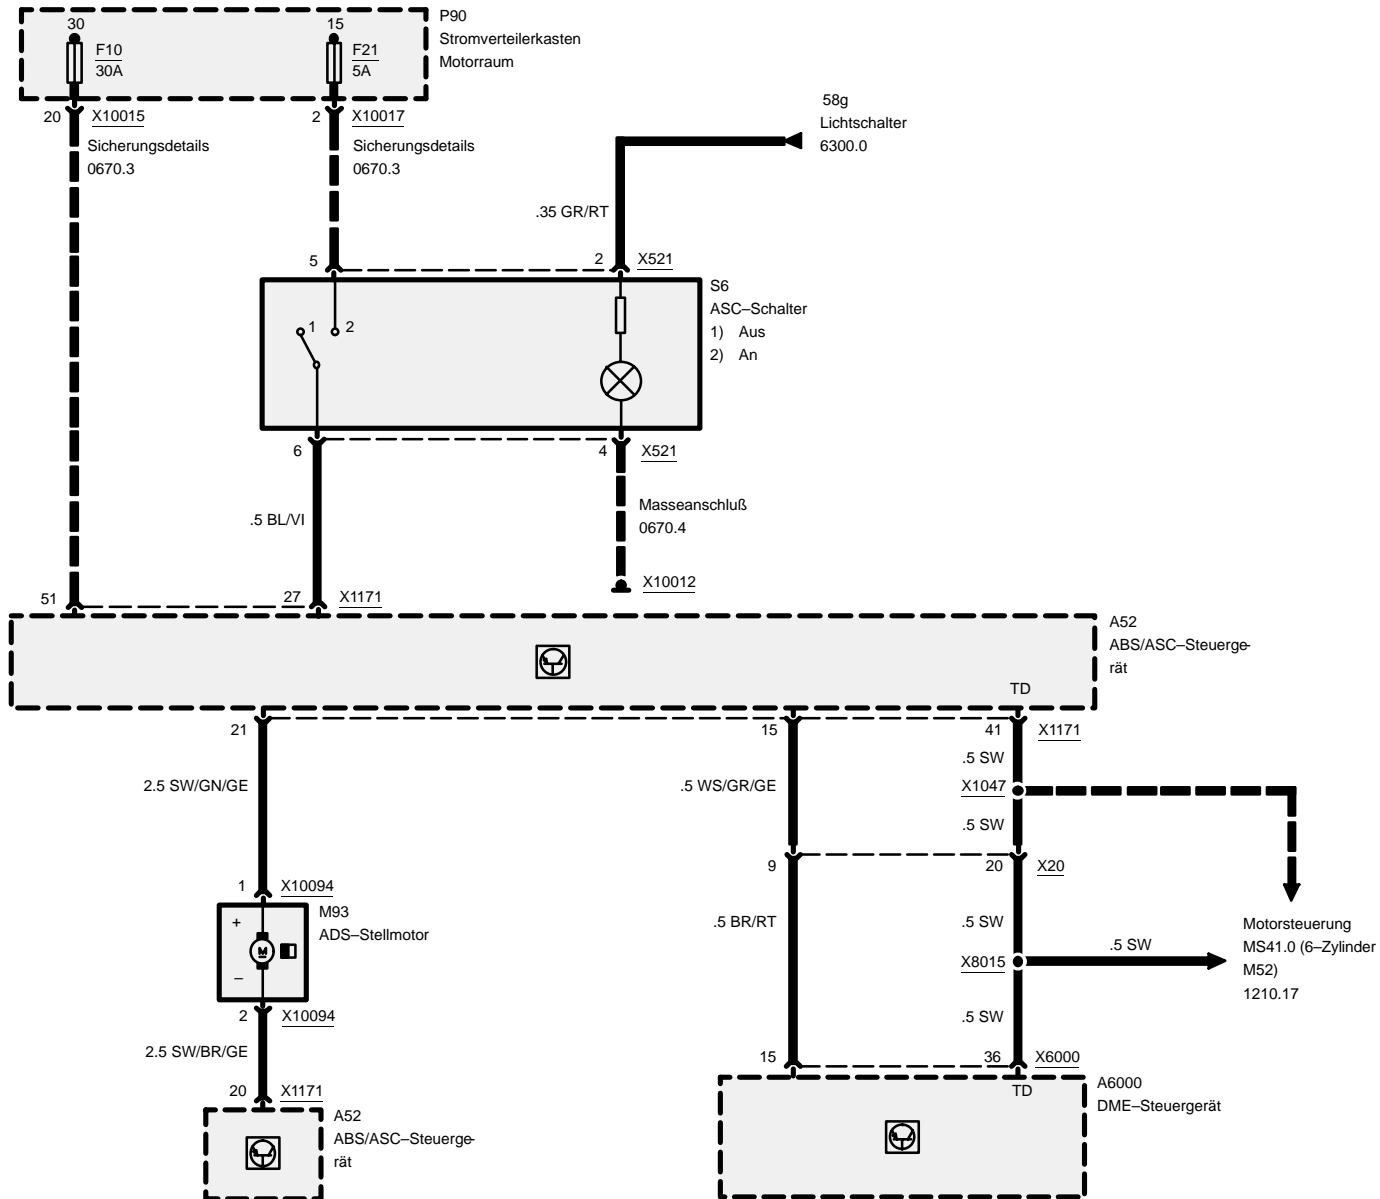 30
15
P90
Stromverteilerkasten
Motorraum
F10
30A
F21
5A
20 X10015
2 X10017
Sicherungsdetails
0670.3
Sicherungsdetails
0670.3
58g
Lichtschalter
6300.0
.35 GR/RT
5
2 X521
S6
ASC–Schalter
1) Aus
2) An
1
2
6
4 X521
.5 BL/VI
Masseanschluß
0670.4
X10012
51
27 X1171
A52
ABS/ASC–Steuerge-
rät
TD
21
15
41 X1171
.5 SW
2.5 SW/GN/GE
.5 WS/GR/GE
X1047
.5 SW
9
20 X20
1 X10094
M93
ADS–Stellmotor
+
M
–
.5 BR/RT
.5 SW
.5 SW
X8015
Motorsteuerung
MS41.0 (6–Zylinder
M52)
1210.17
2 X10094
.5 SW
2.5 SW/BR/GE
15
36 X6000
20 X1171
TD
A6000
DME–Steuergerät
A52
ABS/ASC–Steuerge-
rät